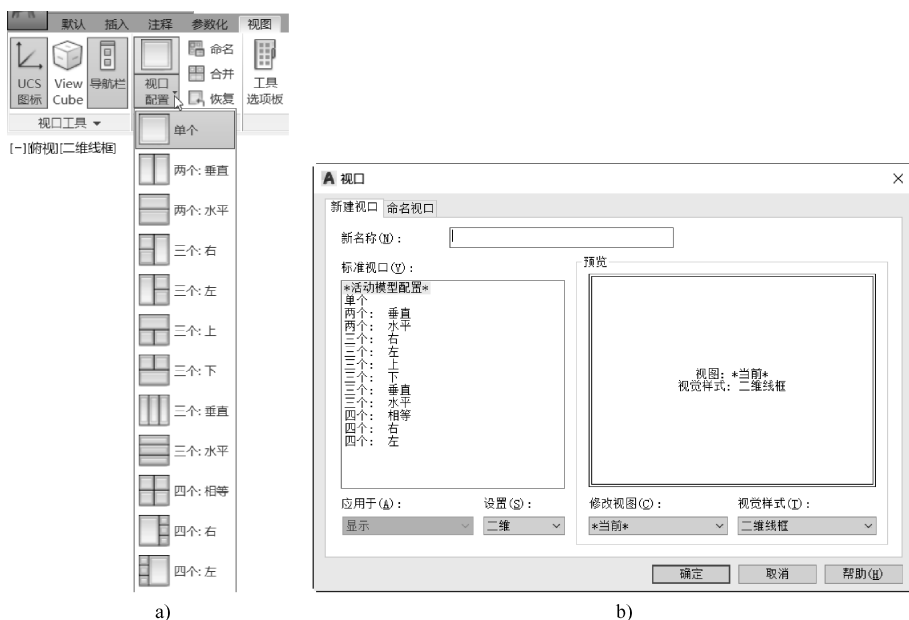 默认 插入 注释 参数化 视图
UCS
图标
View
Cube
导航栏
视口
配置
命名
合并
恢复
工具
选项板
视口工具
[-][俯视][二维线框]
单个
两个: 垂直
两个: 水平
三个: 右
三个: 左
三个: 上
三个: 下
三个: 垂直
三个: 水平
四个: 相等
四个: 右
四个: 左
a)
A 视口
新建视口 命名视口
新名称(N):
标准视口(V):
*活动模型配置*
单个
两个: 垂直
两个: 水平
三个: 右
三个: 左
三个: 上
三个: 下
三个: 垂直
三个: 水平
四个: 相等
四个: 右
四个: 左
预览
视图: *当前*
视觉样式: 二维线框
应用于(A): 设置(S): 修改视图(C): 视觉样式(T):
显示 二维 *当前* 二维线框
确定 取消 帮助(H)
b)